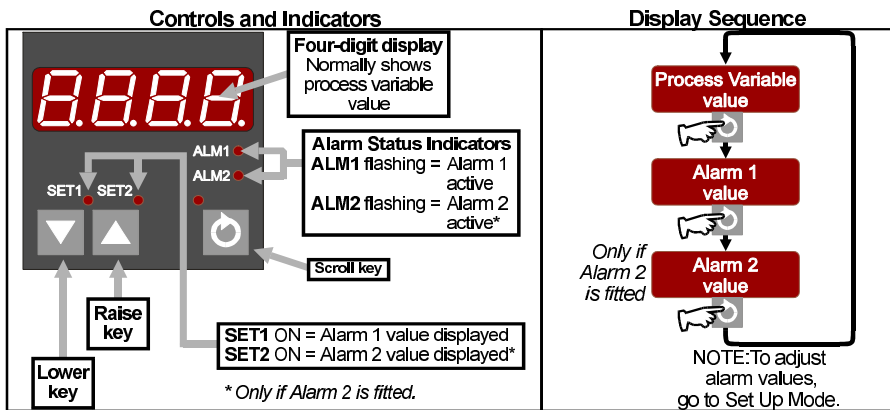 Controls and Indicators
Four-digit display
Normally shows
process variable
value
8.8.8.8.
ALM1
ALM2
SET1 SET2
Alarm Status Indicators
ALM1 flashing = Alarm 1
active
ALM2 flashing = Alarm 2
active*
Scroll key
Raise
key
Lower
key
SET1 ON = Alarm 1 value displayed
SET2 ON = Alarm 2 value displayed*
* Only if Alarm 2 is fitted.
Display Sequence
Process Variable
value
Alarm 1
value
Only if
Alarm 2
is fitted
Alarm 2
value
NOTE:To adjust
alarm values,
go to Set Up Mode.